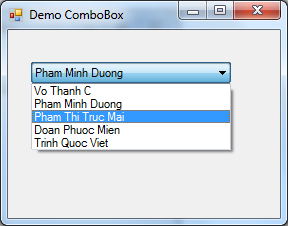 Demo ComboBox
Pham Minh Duong
Vo Thanh C
Pham Minh Duong
Pham Thi Truc Mai
Doan Phuoc Mien
Trinh Quoc Viet